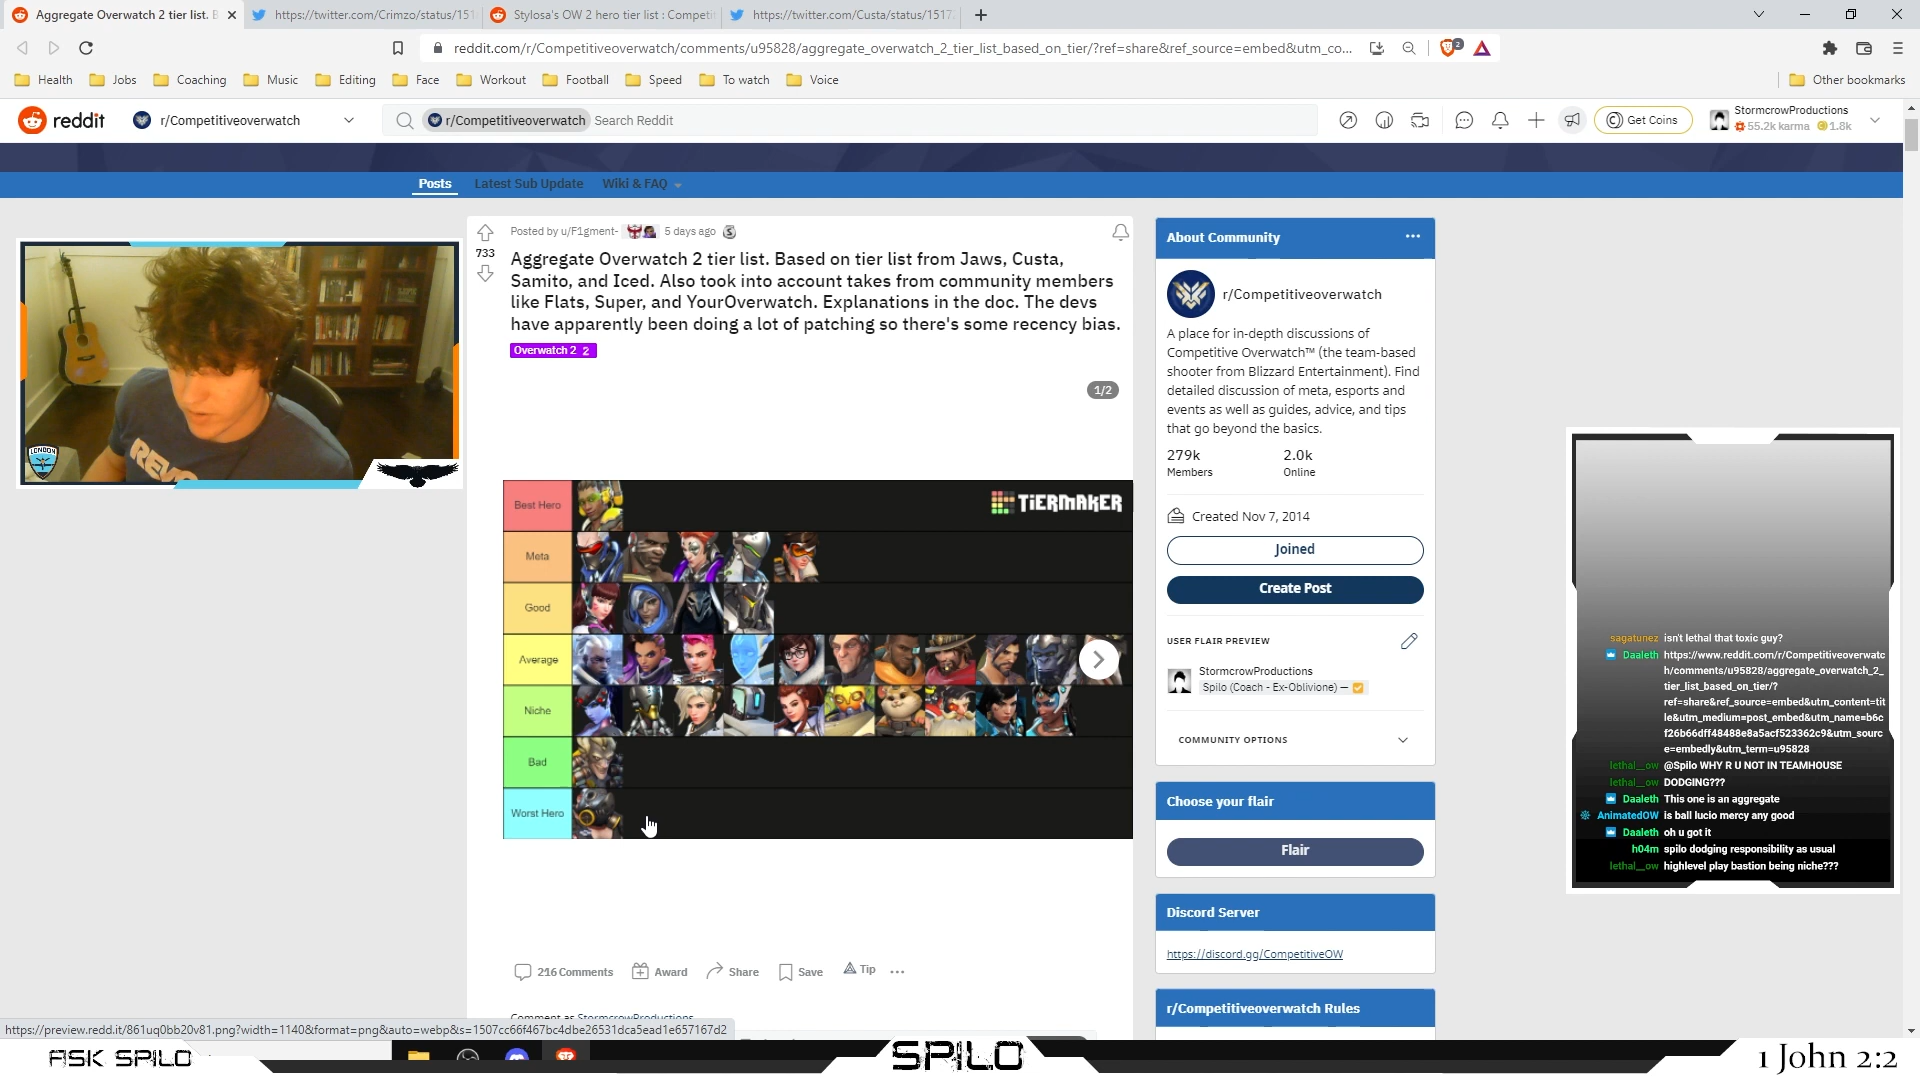 Aggregate Overwatch 2 tier list. B
https://twitter.com/Crimzo/status/151
Stylosa's OW 2 hero tier list : Competi
https://twitter.com/Custa/status/1517
reddit.com/r/Competitiveoverwatch/comments/u95828/aggregate_overwatch_2_tier_list_based_on_tier/?ref=share&ref_source=embed&utm_co...
2
Health
Jobs
Coaching
Music
Editing
Face
Workout
Football
Speed
To watch
Voice
Other bookmarks
reddit
r/Competitiveoverwatch
r/Competitiveoverwatch
Search Reddit
Get Coins
StormcrowProductions
55.2k karma
1.8k
Posts
Latest Sub Update
Wiki & FAQ
Posted by u/F1gment-
5 days ago
733
Aggregate Overwatch 2 tier list. Based on tier list from Jaws, Custa,
Samito, and Iced. Also took into account takes from community members
like Flats, Super, and YourOverwatch. Explanations in the doc. The devs
have apparently been doing a lot of patching so there's some recency bias.
Overwatch 2 2
1/2
LONDON
Best Hero
TiERMAKER
Meta
Good
Average
Niche
Bad
Worst Hero
216 Comments
Award
Share
Save
Tip
Comment as StormcrowProductions
About Community
r/Competitiveoverwatch
A place for in-depth discussions of
Competitive Overwatch™ (the team-based
shooter from Blizzard Entertainment). Find
detailed discussion of meta, esports and
events as well as guides, advice, and tips
that go beyond the basics.
279k
2.0k
Members
Online
Created Nov 7, 2014
Joined
Create Post
USER FLAIR PREVIEW
StormcrowProductions
Spilo (Coach - Ex-Oblivione) —
COMMUNITY OPTIONS
Choose your flair
Flair
Discord Server
https://discord.gg/CompetitiveOW
r/Competitiveoverwatch Rules
sagatunez isn't lethal that toxic guy?
Daaleth https://www.reddit.com/r/Competitiveoverwatc
h/comments/u95828/aggregate_overwatch_2_
tier_list_based_on_tier/?
ref=share&ref_source=embed&utm_content=tit
le&utm_medium=post_embed&utm_name=b6c
f26b66dff48488e8a5acf523362c9&utm_sourc
e=embedly&utm_term=u95828
lethal__ow @Spilo WHY R U NOT IN TEAMHOUSE
lethal__ow DODGING???
Daaleth This one is an aggregate
AnimatedOW is ball lucio mercy any good
Daaleth oh u got it
h04m spilo dodging responsibility as usual
lethal__ow highlevel play bastion being niche???
https://preview.redd.it/861uq0bb20v81.png?width=1140&format=png&auto=webp&s=1507cc66f467bc4dbe26531dca5ead1e657167d2
ASK SPILO
SPILO
1 John 2:2